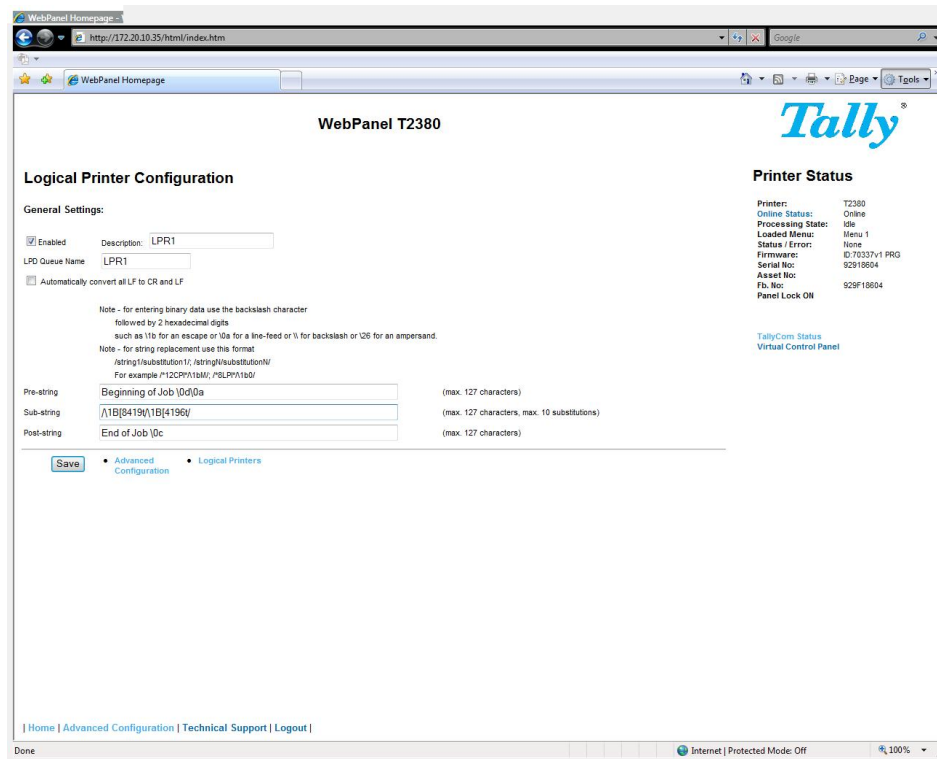 WebPanel Homepage -
http://172.20.10.35/html/index.htm
Google
WebPanel Homepage
Page
Tools
WebPanel T2380
Tally®
Logical Printer Configuration
General Settings:
Enabled Description: LPR1
LPD Queue Name LPR1
Automatically convert all LF to CR and LF
Note - for entering binary data use the backslash character
followed by 2 hexadecimal digits
such as \1b for an escape or \0a for a line-feed or \\ for backslash or \26 for an ampersand.
Note - for string replacement use this format
/string1/substitution1/; /stringN/substitutionN/
For example /*12CPI*/\1bM/; /*8LPI*/\1b0/
Pre-string Beginning of Job \0d\0a (max. 127 characters)
Sub-string /\1B[8419t/\1B[4196t/ (max. 127 characters, max. 10 substitutions)
Post-string End of Job \0c (max. 127 characters)
Save
Advanced
Configuration
Logical Printers
Printer Status
Printer: T2380
Online Status: Online
Processing State: Idle
Loaded Menu: Menu 1
Status / Error: None
Firmware: ID:70337v1 PRG
Serial No: 92918604
Asset No:
Fb. No: 929F18604
Panel Lock ON
TallyCom Status
Virtual Control Panel
| Home | Advanced Configuration | Technical Support | Logout |
Done
Internet | Protected Mode: Off
100%